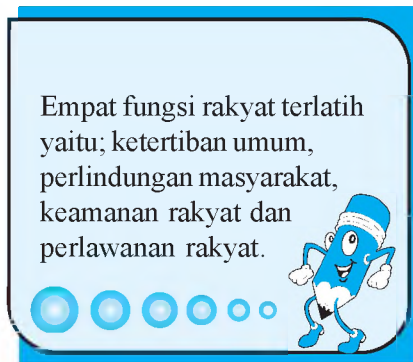 Empat fungsi rakyat terlatih
yaitu; ketertiban umum,
perlindungan masyarakat,
keamanan rakyat dan
perlawanan rakyat.